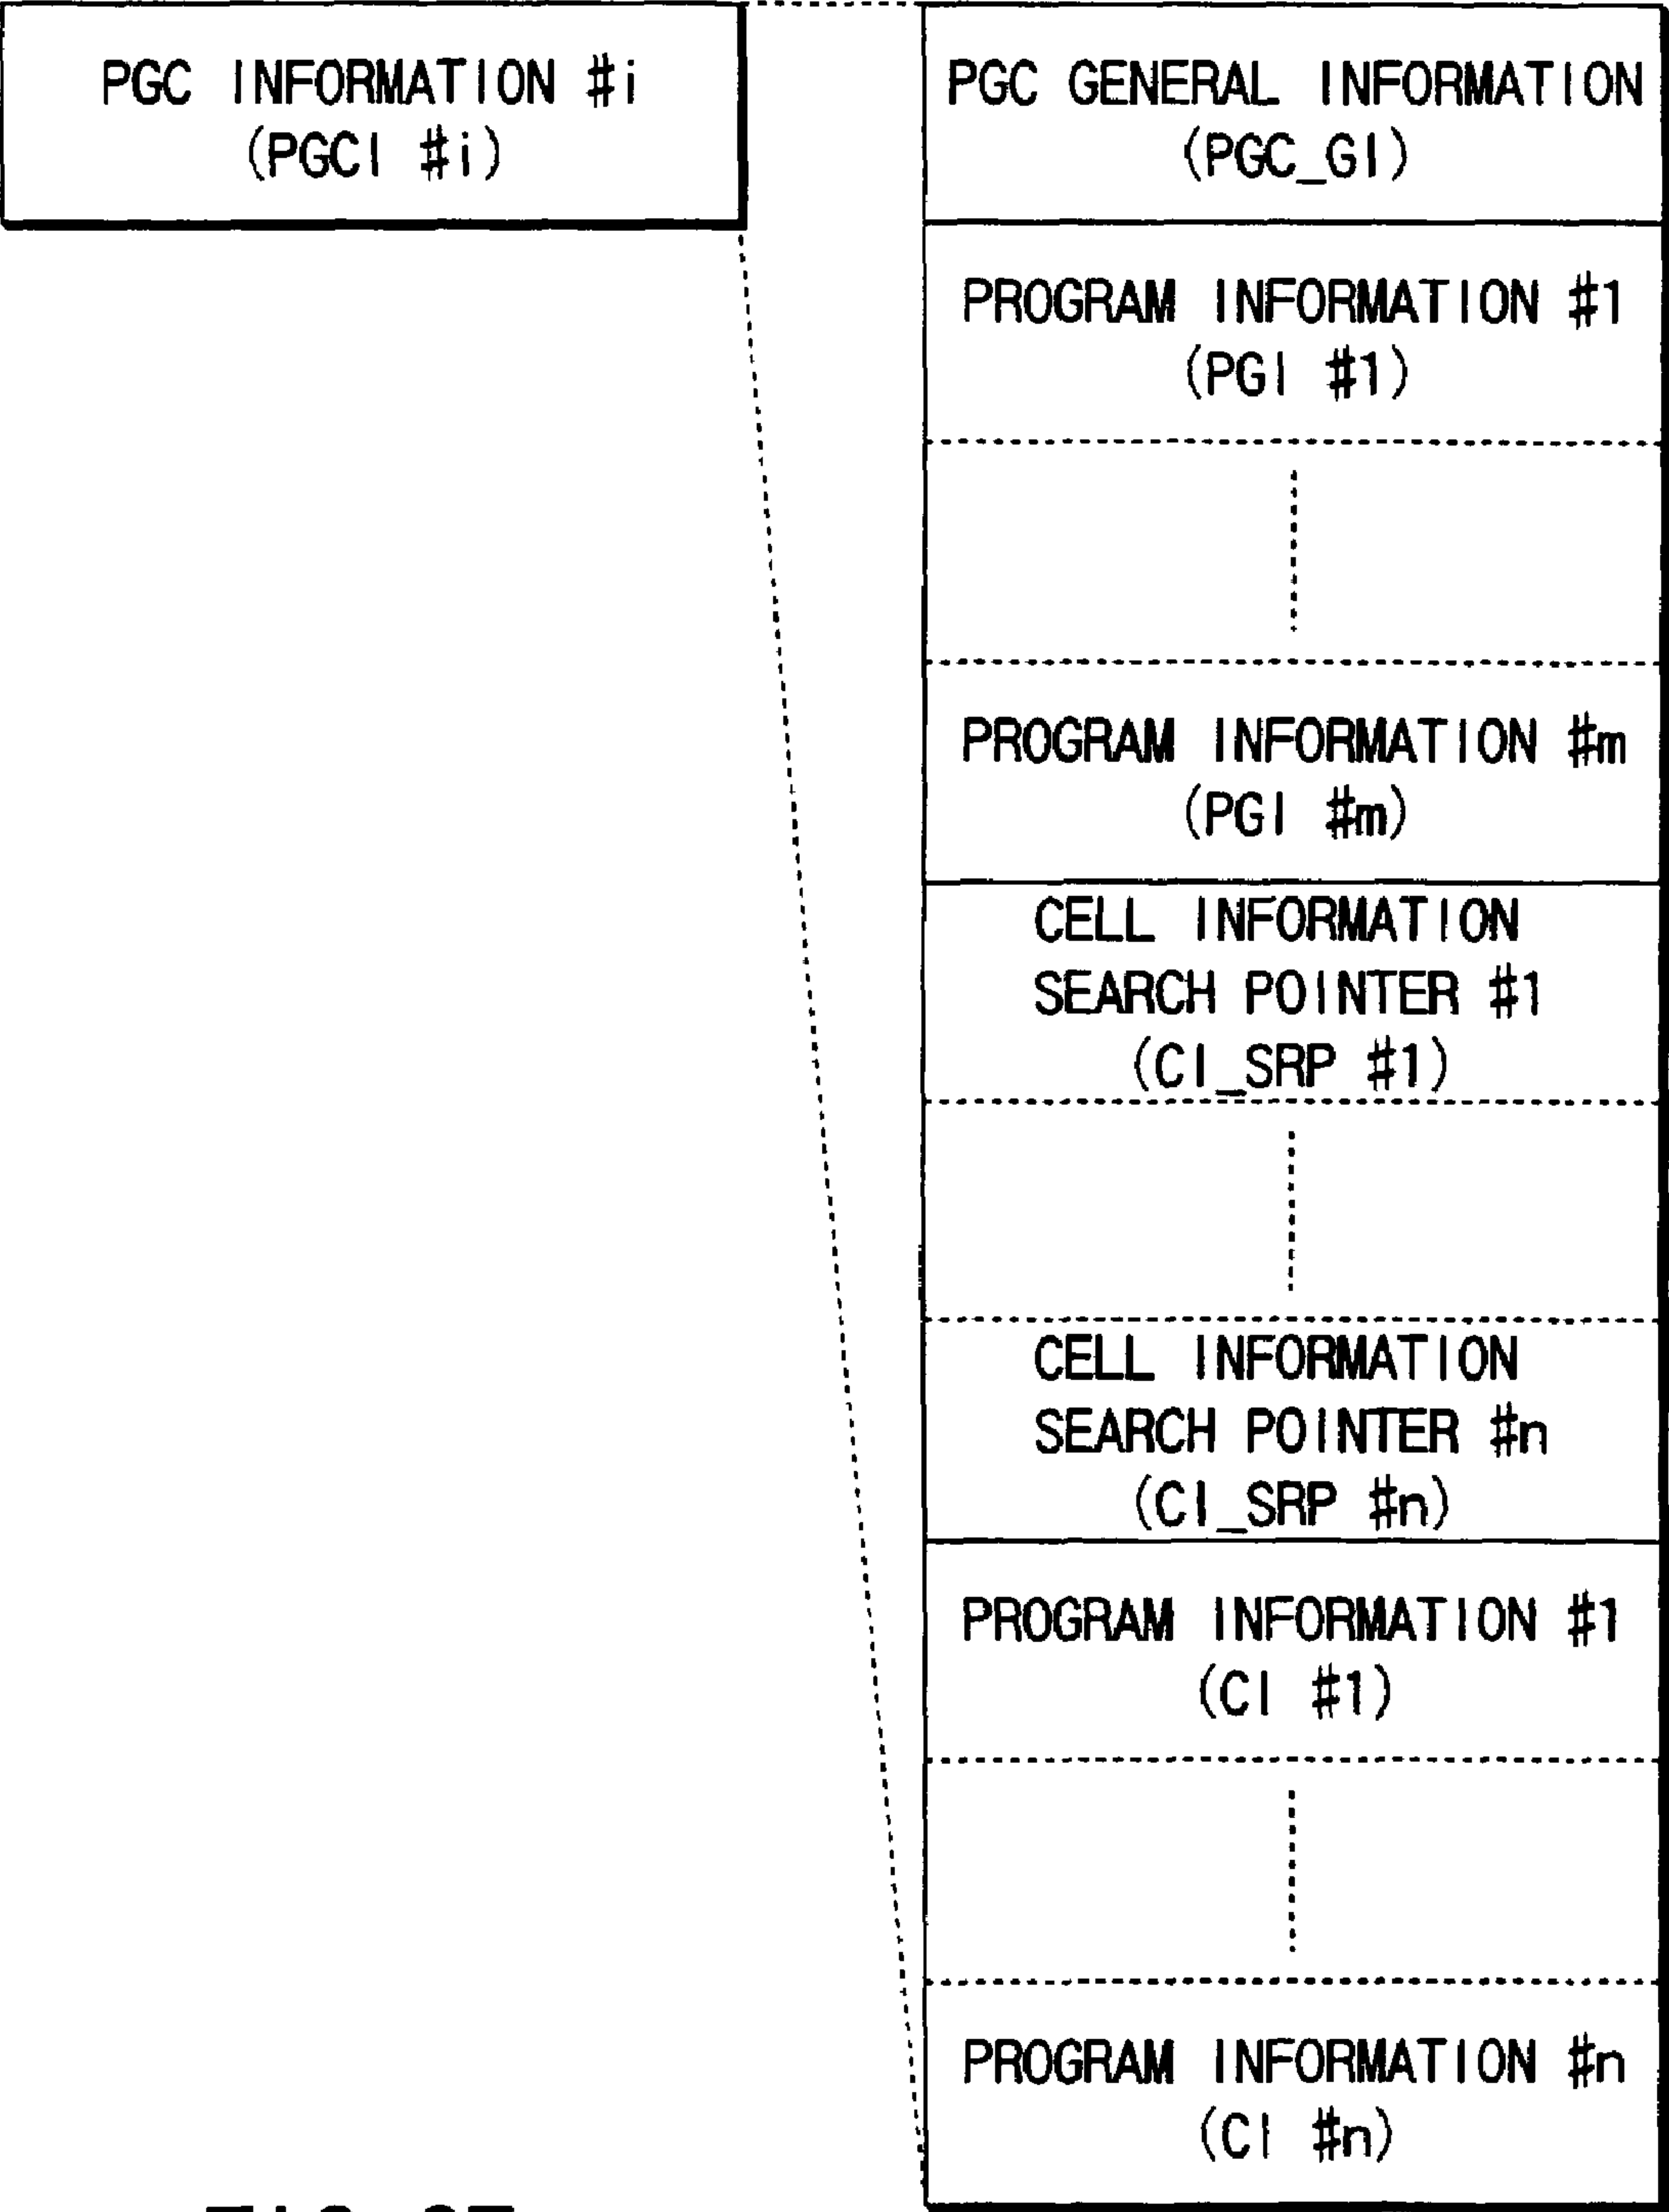 PGC INFORMATION #i
(PGCI #i)
PGC GENERAL INFORMATION
(PGC_GI)
PROGRAM INFORMATION #1
(PGI #1)
PROGRAM INFORMATION #m
(PGI #m)
CELL INFORMATION
SEARCH POINTER #1
(CI_SRP #1)
CELL INFORMATION
SEARCH POINTER #n
(CI_SRP #n)
PROGRAM INFORMATION #1
(CI #1)
PROGRAM INFORMATION #n
(CI #n)